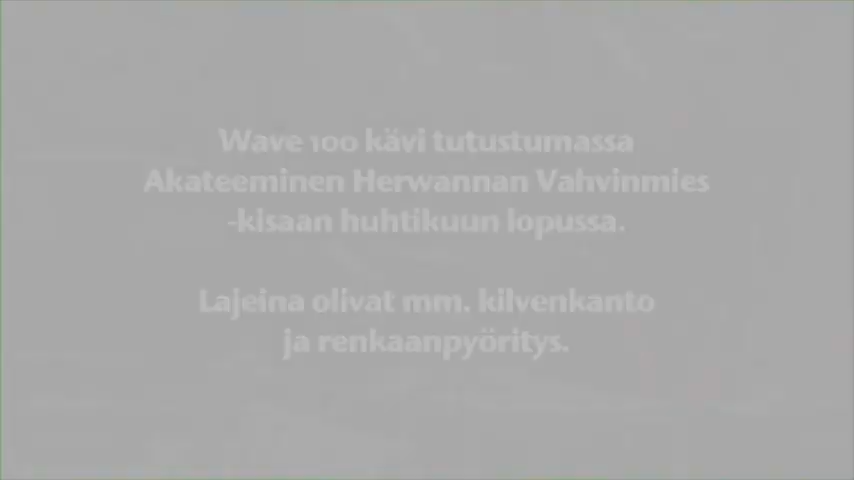 Wave 100 kävi tutustumassa
Akateeminen Herwannan Vahvinmies
-kisaan huhtikuun lopussa.
Lajeina olivat mm. kilvenkanto
ja renkaanpyöritys.